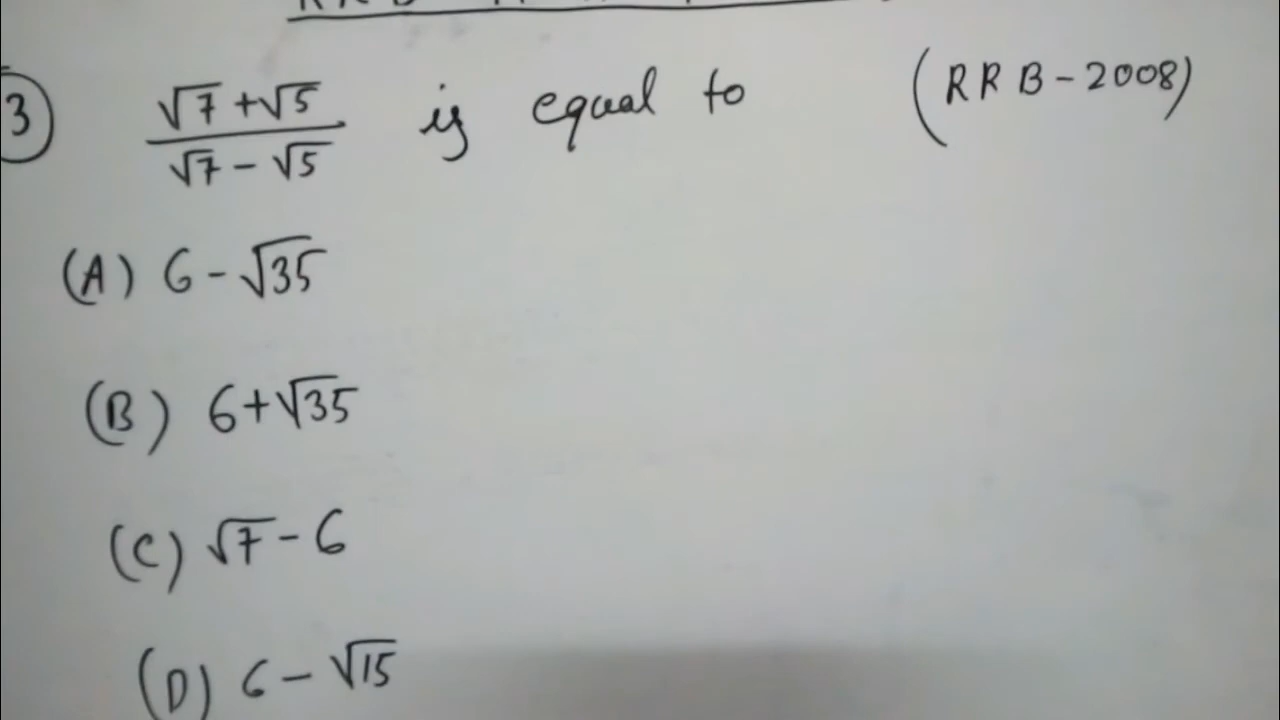 3 √7+√5 / √7-√5 is equal to (RRB-2008)
(A) 6-√35
(B) 6+√35
(C) √7-6
(D) 6-√15